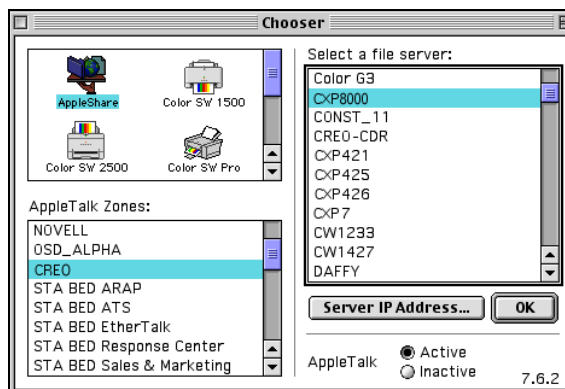 Chooser
AppleShare
Color SW 1500
Color SW 2500
Color SW Pro
AppleTalk Zones:
NOVELL
OSD_ALPHA
CREO
STA BED ARAP
STA BED ATS
STA BED EtherTalk
STA BED Response Center
STA BED Sales & Marketing
Select a file server:
Color G3
CXP8000
CONST_11
CREO-CDR
CXP421
CXP425
CXP426
CXP7
CW1233
CW1427
DAFFY
Server IP Address...
OK
AppleTalk
Active
Inactive
7.6.2